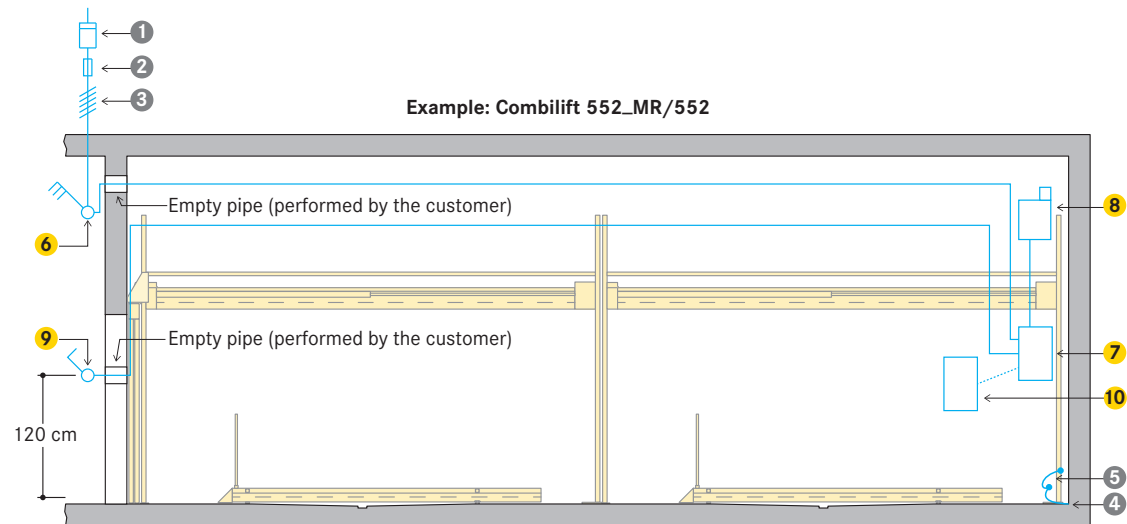 1
2
3
Example: Combilift 552_MR/552
Empty pipe (performed by the customer)
8
6
Empty pipe (performed by the customer)
9
7
10
120 cm
5
4